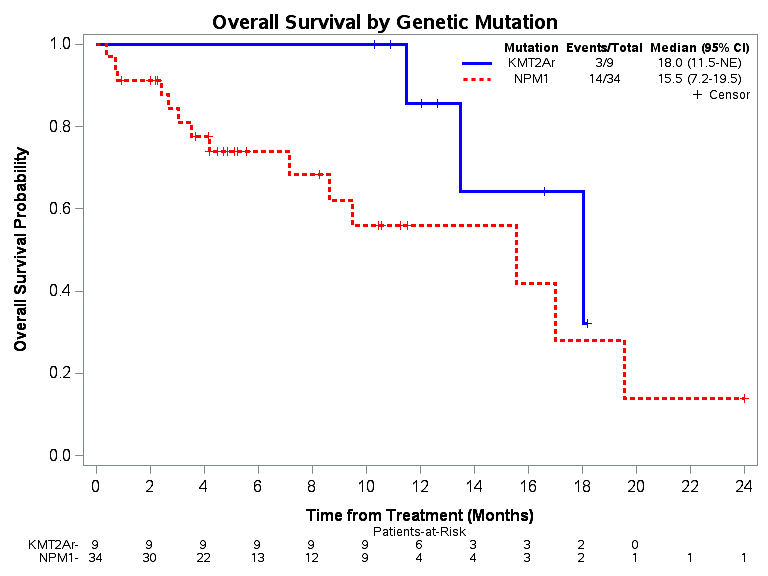 Overall Survival by Genetic Mutation
Mutation Events/Total Median (95% CI)
KMT2Ar 3/9 18.0 (11.5-NE)
NPM1 14/34 15.5 (7.2-19.5)
+ Censor
1.0
0.8
0.6
0.4
0.2
0.0
Overall Survival Probability
0 2 4 6 8 10 12 14 16 18 20 22 24
Time from Treatment (Months)
Patients-at-Risk
KMT2Ar- 9 9 9 9 9 9 6 3 3 2 0
NPM1- 34 30 22 13 12 9 4 4 3 2 1 1 1